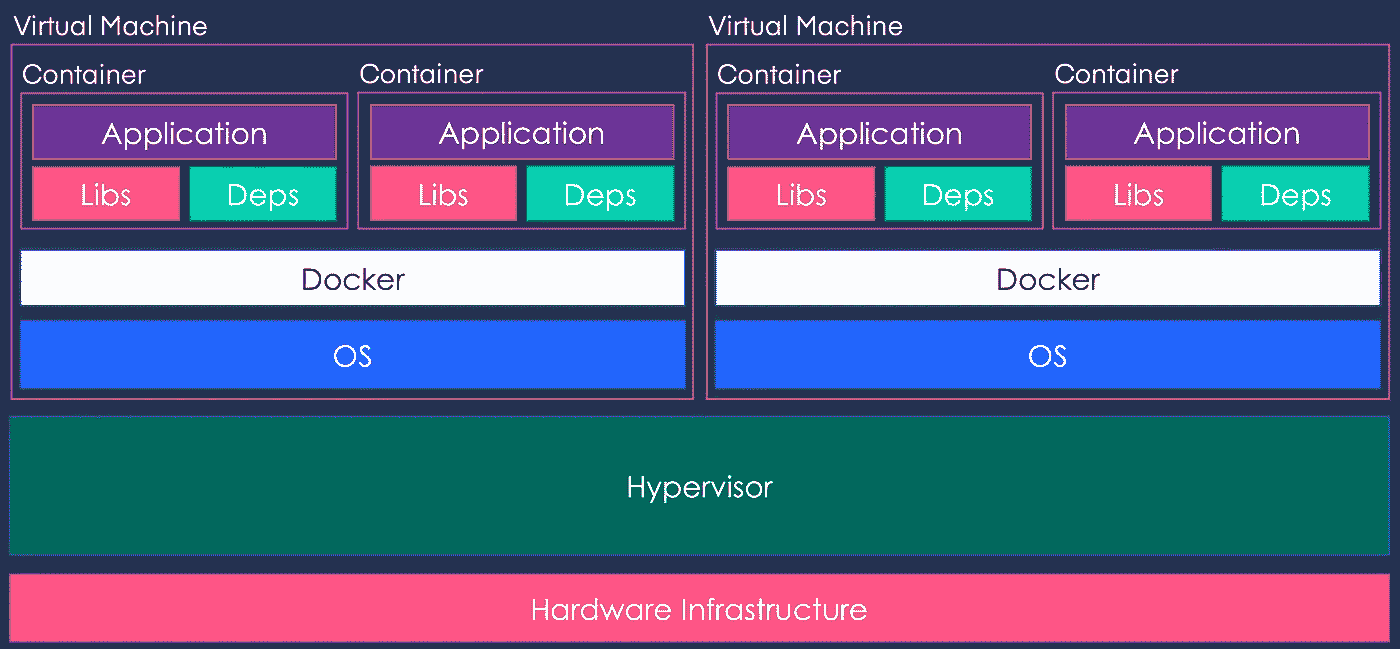 Virtual Machine
Virtual Machine
Container
Container
Container
Container
Application
Application
Application
Application
Libs
Deps
Libs
Deps
Libs
Deps
Libs
Deps
Docker
Docker
OS
OS
Hypervisor
Hardware Infrastructure